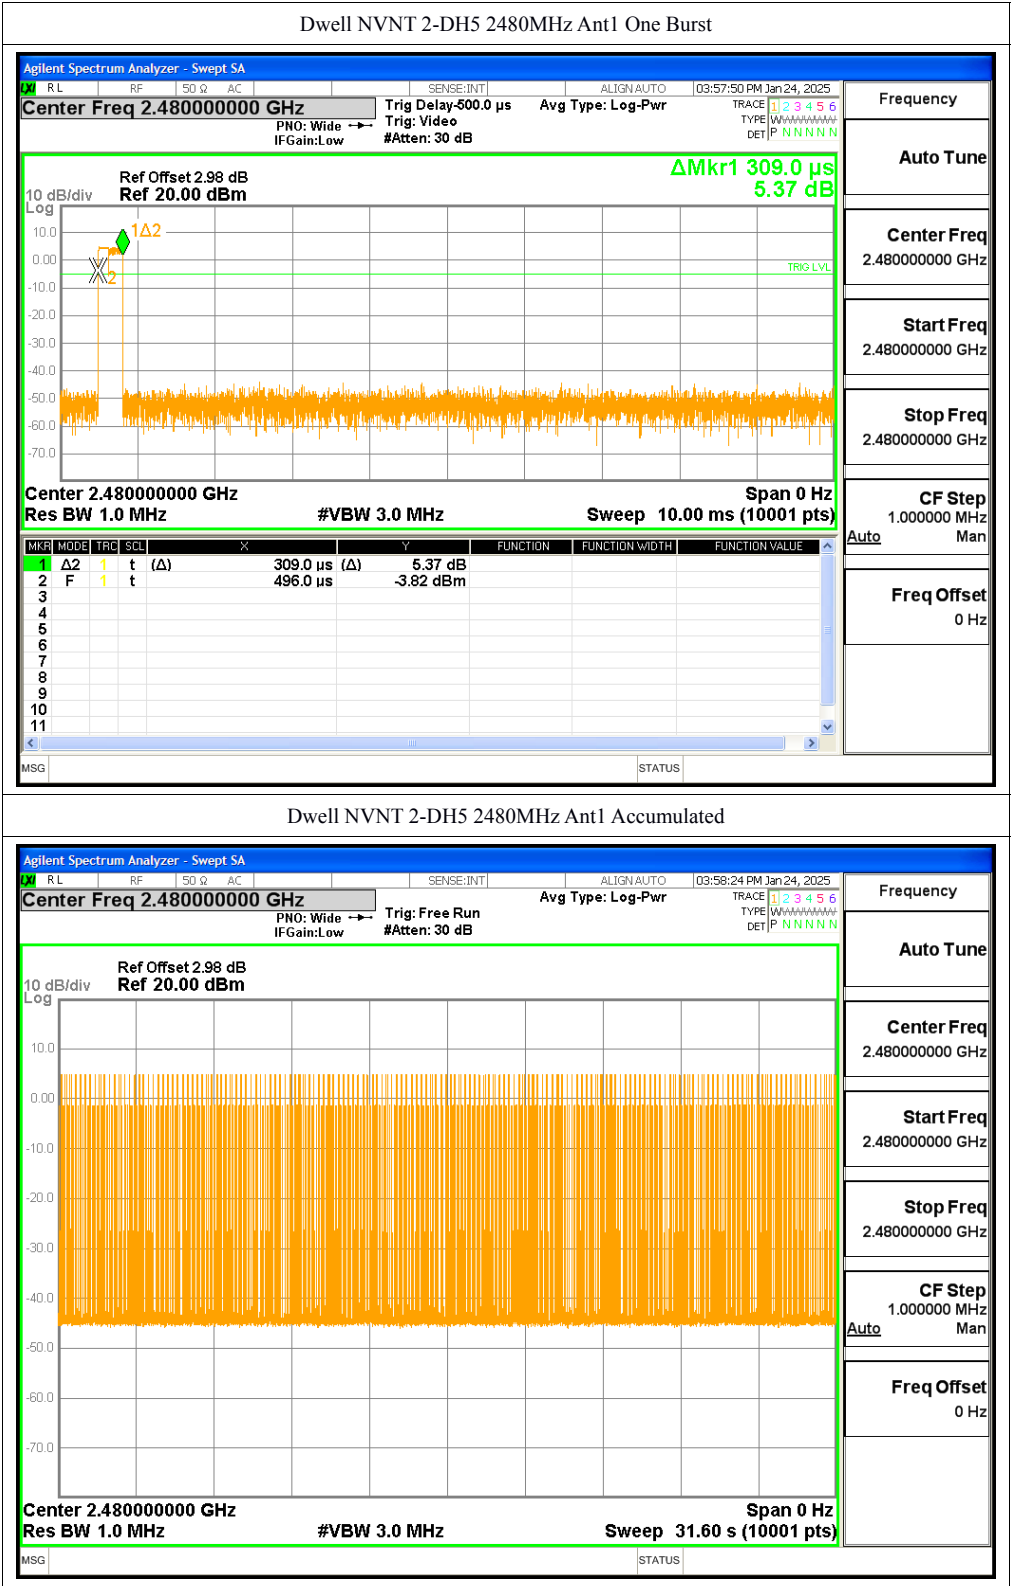 Dwell NVNT 2-DH5 2480MHz Ant1 One Burst
Agilent Spectrum Analyzer - Swept SA
LXI RL RF 50 Ω AC SENSE:INT ALIGN AUTO 03:57:50 PM Jan 24, 2025
Center Freq 2.480000000 GHz
Trig Delay-500.0 µs Avg Type: Log-Pwr TRACE 1 2 3 4 5 6
PNO: Wide Trig: Video TYPE WWWWWW
IFGain:Low #Atten: 30 dB DET P N N N N N
Frequency
Auto Tune
Center Freq
2.480000000 GHz
Start Freq
2.480000000 GHz
Stop Freq
2.480000000 GHz
CF Step
1.000000 MHz
Auto Man
Freq Offset
0 Hz
ΔMkr1 309.0 µs
5.37 dB
Ref Offset 2.98 dB
10 dB/div Ref 20.00 dBm
Log
10.0
0.00
-10.0
-20.0
-30.0
-40.0
-50.0
-60.0
-70.0
1Δ2
2
TRIG LVL
Center 2.480000000 GHz Span 0 Hz
Res BW 1.0 MHz #VBW 3.0 MHz Sweep 10.00 ms (10001 pts)
MKR MODE TRC SCL X Y FUNCTION FUNCTION WIDTH FUNCTION VALUE
1 Δ2 1 t (Δ) 309.0 µs (Δ) 5.37 dB
2 F 1 t 496.0 µs -3.82 dBm
3
4
5
6
7
8
9
10
11
MSG STATUS
Dwell NVNT 2-DH5 2480MHz Ant1 Accumulated
Agilent Spectrum Analyzer - Swept SA
LXI RL RF 50 Ω AC SENSE:INT ALIGN AUTO 03:58:24 PM Jan 24, 2025
Center Freq 2.480000000 GHz
Avg Type: Log-Pwr TRACE 1 2 3 4 5 6
PNO: Wide Trig: Free Run TYPE WWWWWW
IFGain:Low #Atten: 30 dB DET P N N N N N
Frequency
Auto Tune
Center Freq
2.480000000 GHz
Start Freq
2.480000000 GHz
Stop Freq
2.480000000 GHz
CF Step
1.000000 MHz
Auto Man
Freq Offset
0 Hz
Ref Offset 2.98 dB
10 dB/div Ref 20.00 dBm
Log
10.0
0.00
-10.0
-20.0
-30.0
-40.0
-50.0
-60.0
-70.0
Center 2.480000000 GHz Span 0 Hz
Res BW 1.0 MHz #VBW 3.0 MHz Sweep 31.60 s (10001 pts)
MSG STATUS